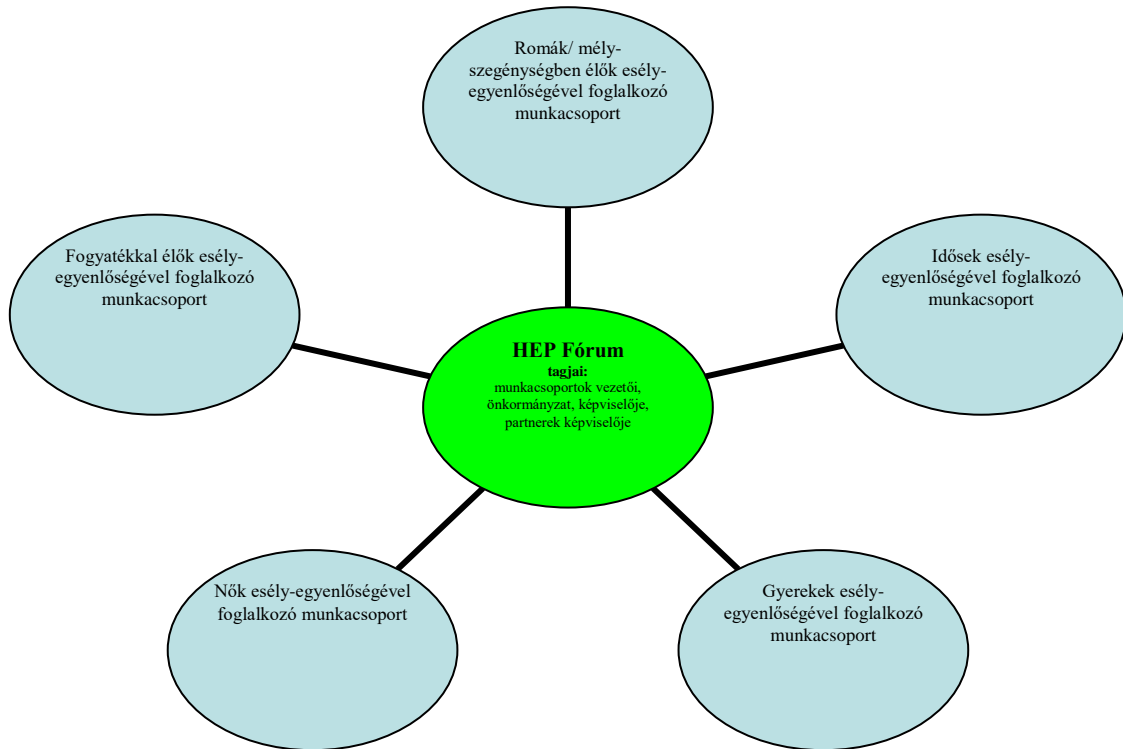 Romák/ mély-
szegénységben élők esély-
egyenlőségével foglalkozó
munkacsoport
Fogyatékkal élők esély-
egyenlőségével foglalkozó
munkacsoport
Idősek esély-
egyenlőségével foglalkozó
munkacsoport
HEP Fórum
tagjai:
munkacsoportok vezetői,
önkormányzat, képviselője,
partnerek képviselője
Nők esély-egyenlőségével
foglalkozó munkacsoport
Gyerekek esély-
egyenlőségével foglalkozó
munkacsoport